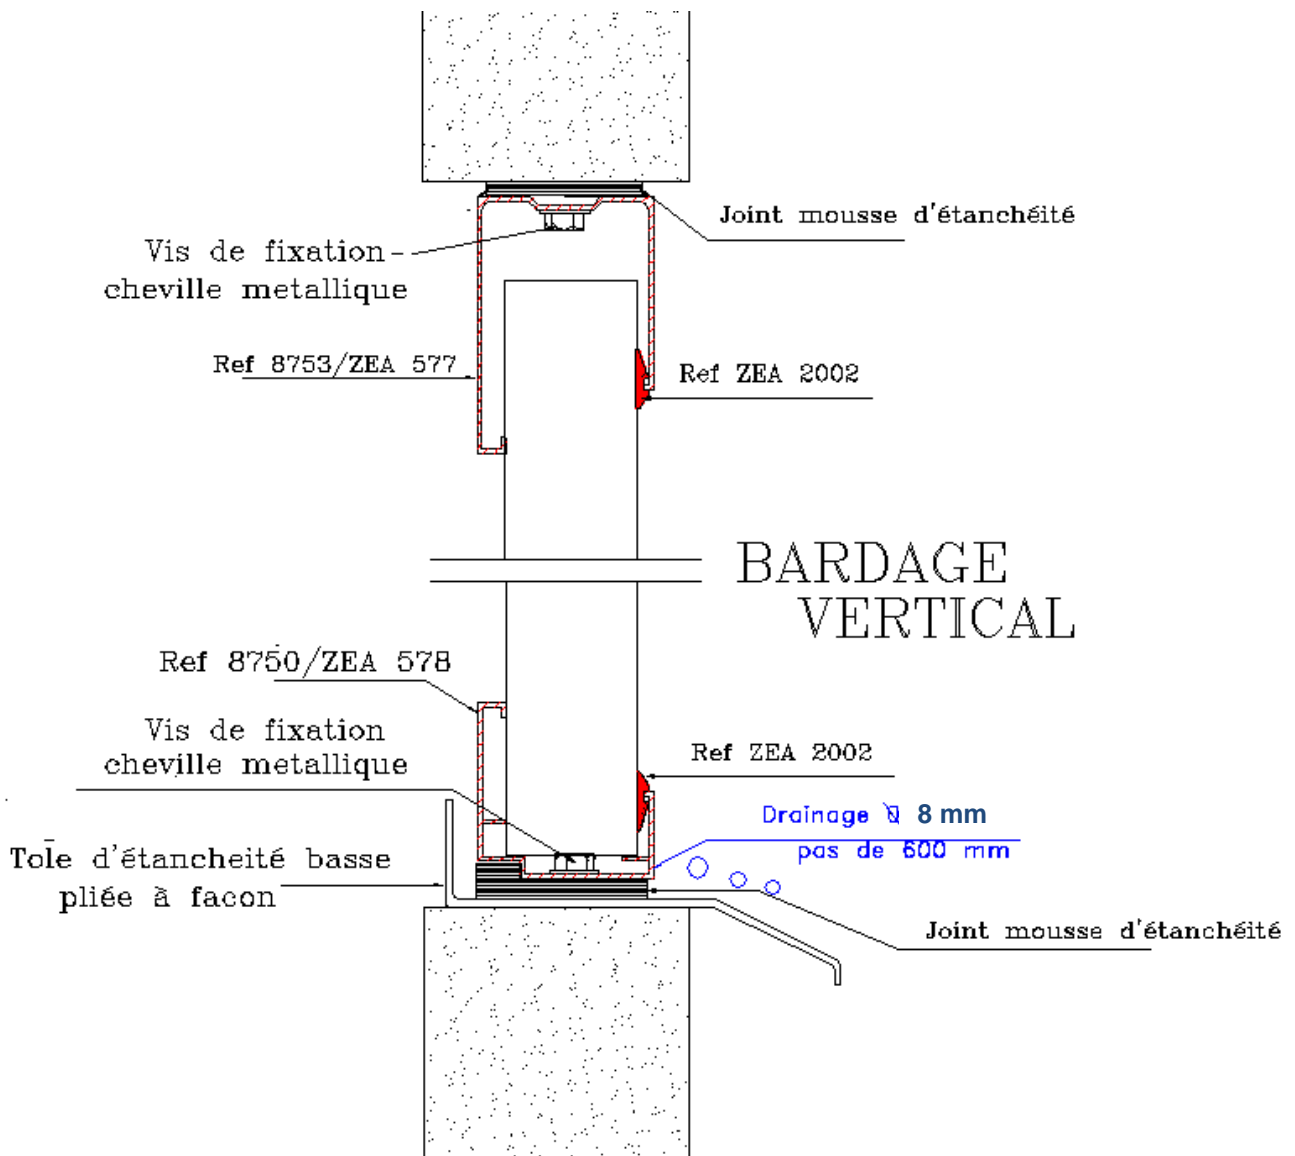 Joint mousse d'étanchéité
Vis de fixation
cheville metallique
Ref 8753/ZEA 577
Ref ZEA 2002
BARDAGE
VERTICAL
Ref 8750/ZEA 578
Vis de fixation
cheville metallique
Ref ZEA 2002
Drainage Ø 8 mm
pas de 600 mm
Tole d'étancheité basse
pliée à facon
Joint mousse d'étanchéité